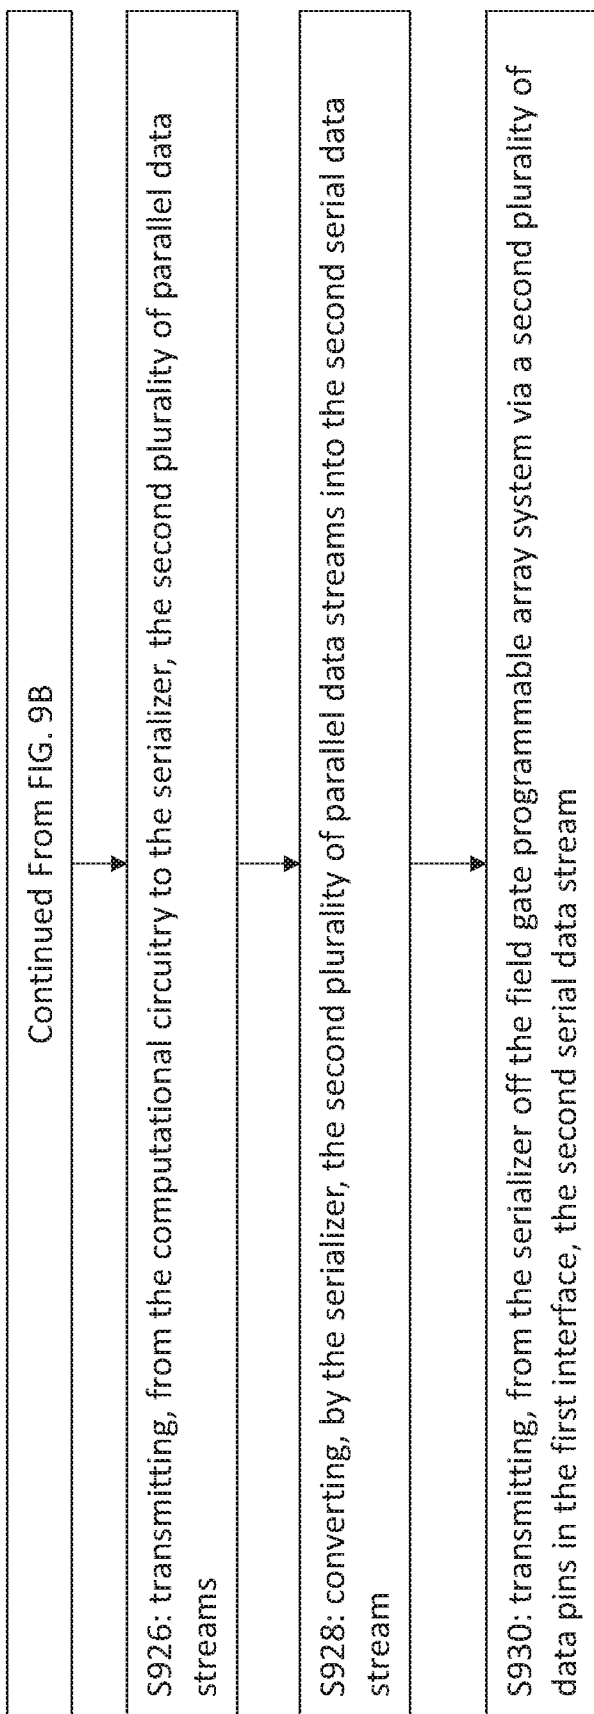 Continued From FIG. 9B
S926: transmitting, from the computational circuitry to the serializer, the second plurality of parallel data
streams
S928: converting, by the serializer, the second plurality of parallel data streams into the second serial data
stream
S930: transmitting, from the serializer off the field gate programmable array system via a second plurality of
data pins in the first interface, the second serial data stream